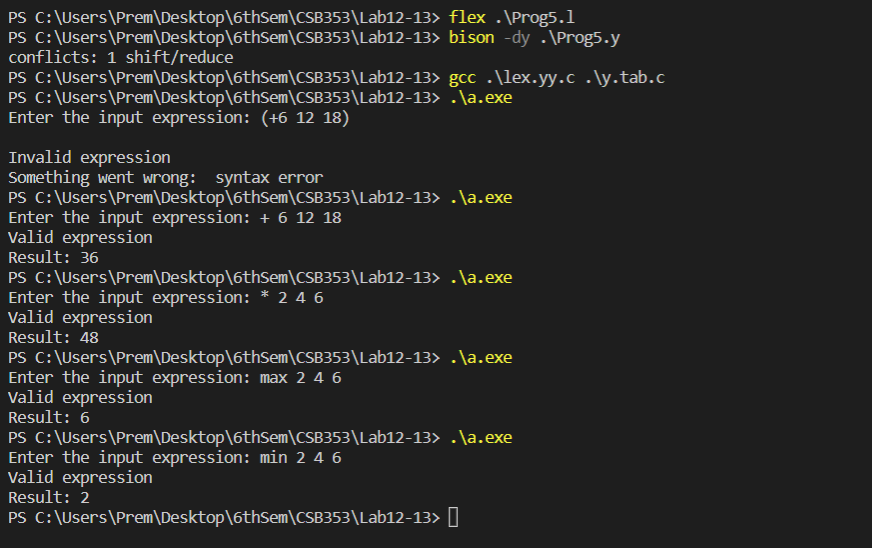 PS C:\Users\Prem\Desktop\6thSem\CSB353\Lab12-13> flex .\Prog5.l
PS C:\Users\Prem\Desktop\6thSem\CSB353\Lab12-13> bison -dy .\Prog5.y
conflicts: 1 shift/reduce
PS C:\Users\Prem\Desktop\6thSem\CSB353\Lab12-13> gcc .\lex.yy.c .\y.tab.c
PS C:\Users\Prem\Desktop\6thSem\CSB353\Lab12-13> .\a.exe
Enter the input expression: (+6 12 18)
Invalid expression
Something went wrong:  syntax error
PS C:\Users\Prem\Desktop\6thSem\CSB353\Lab12-13> .\a.exe
Enter the input expression: + 6 12 18
Valid expression
Result: 36
PS C:\Users\Prem\Desktop\6thSem\CSB353\Lab12-13> .\a.exe
Enter the input expression: * 2 4 6
Valid expression
Result: 48
PS C:\Users\Prem\Desktop\6thSem\CSB353\Lab12-13> .\a.exe
Enter the input expression: max 2 4 6
Valid expression
Result: 6
PS C:\Users\Prem\Desktop\6thSem\CSB353\Lab12-13> .\a.exe
Enter the input expression: min 2 4 6
Valid expression
Result: 2
PS C:\Users\Prem\Desktop\6thSem\CSB353\Lab12-13>